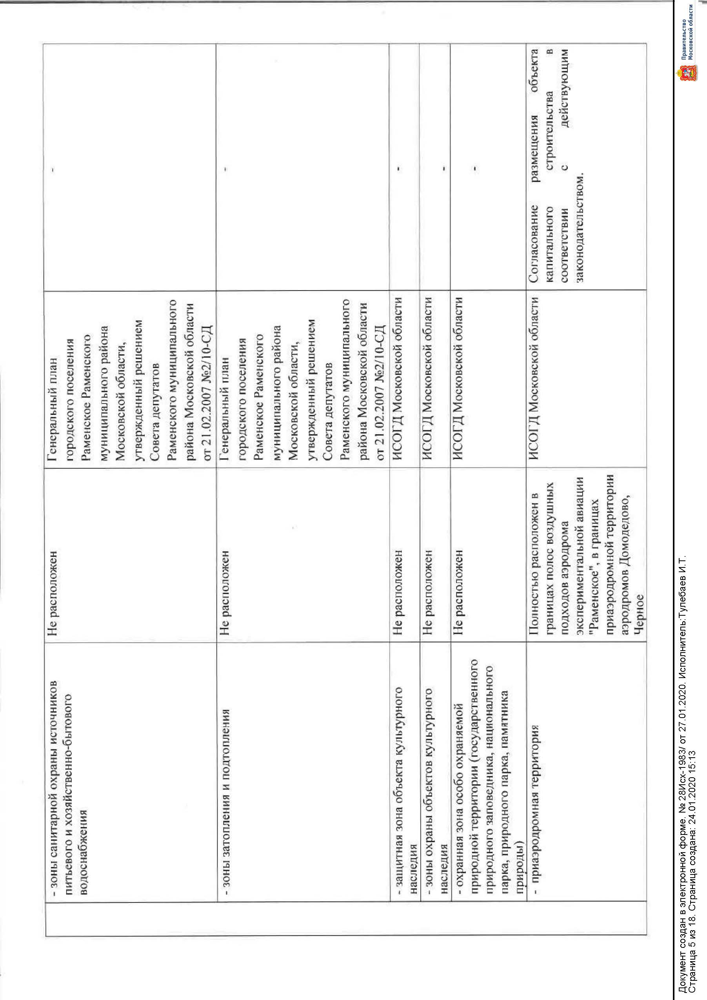 - зоны санитарной охраны источников
питьевого и хозяйственно-бытового
водоснабжения
Не расположен
Генеральный план
городского поселения
Раменское Раменского
муниципального района
Московской области,
утвержденный решением
Совета депутатов
Раменского муниципального
района Московской области
от 21.02.2007 №2/10-СД
-
- зоны затопления и подтопления
Не расположен
Генеральный план
городского поселения
Раменское Раменского
муниципального района
Московской области,
утвержденный решением
Совета депутатов
Раменского муниципального
района Московской области
от 21.02.2007 №2/10-СД
-
- защитная зона объекта культурного
наследия
Не расположен
ИСОГД Московской области
-
- зоны охраны объектов культурного
наследия
Не расположен
ИСОГД Московской области
-
- охранная зона особо охраняемой
природной территории (государственного
природного заповедника, национального
парка, природного парка, памятника
природы)
Не расположен
ИСОГД Московской области
-
- приаэродромная территория
Полностью расположен в
границах полос воздушных
подходов аэродрома
экспериментальной авиации
"Раменское", в границах
приаэродромной территории
аэродромов Домодедово,
Черное
ИСОГД Московской области
Согласование размещения объекта
капитального строительства в
соответствии с действующим
законодательством.
Документ создан в электронной форме. № 28Исх-1983/ от 27.01.2020. Исполнитель:Тулебаев И.Т.
Страница 5 из 18. Страница создана: 24.01.2020 15:13
Правительство
Московской области